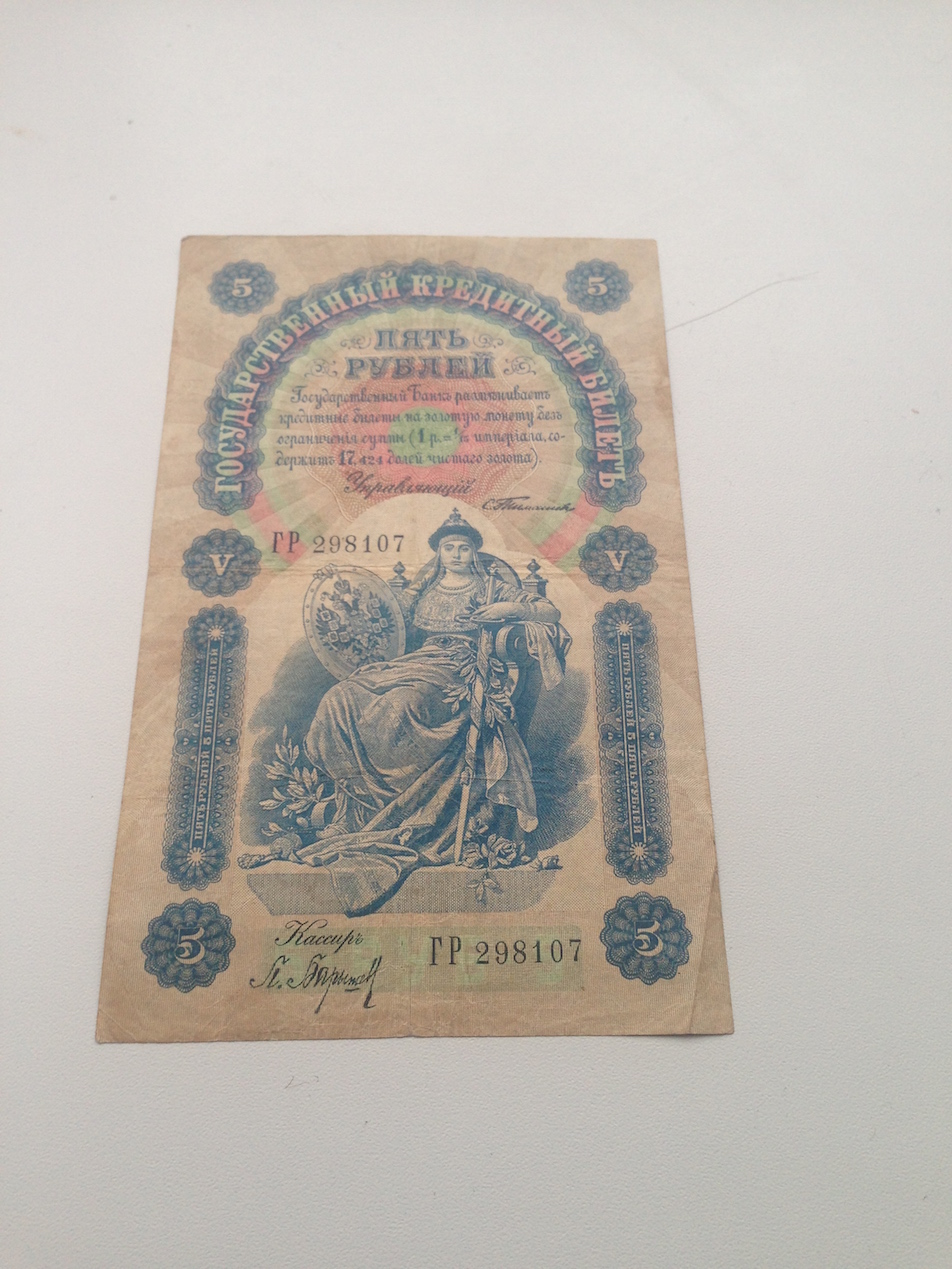 5 5
ГОСУДАРСТВЕННЫЙ КРЕДИТНЫЙ БИЛЕТЪ
ПЯТЬ
РУБЛЕЙ
Государственный Банкъ размѣниваетъ
кредитные билеты на золотую монету безъ
ограниченія суммы (1 р. = 1/15 имперіала, со-
держитъ 17,424 долей чистаго золота).
Управляющій
С. Тимашевъ
ГР 298107
V V
ПЯТЬ РУБЛЕЙ 5 ПЯТЬ РУБЛЕЙ
ПЯТЬ РУБЛЕЙ 5 ПЯТЬ РУБЛЕЙ
Кассиръ
ГР 298107
5 5